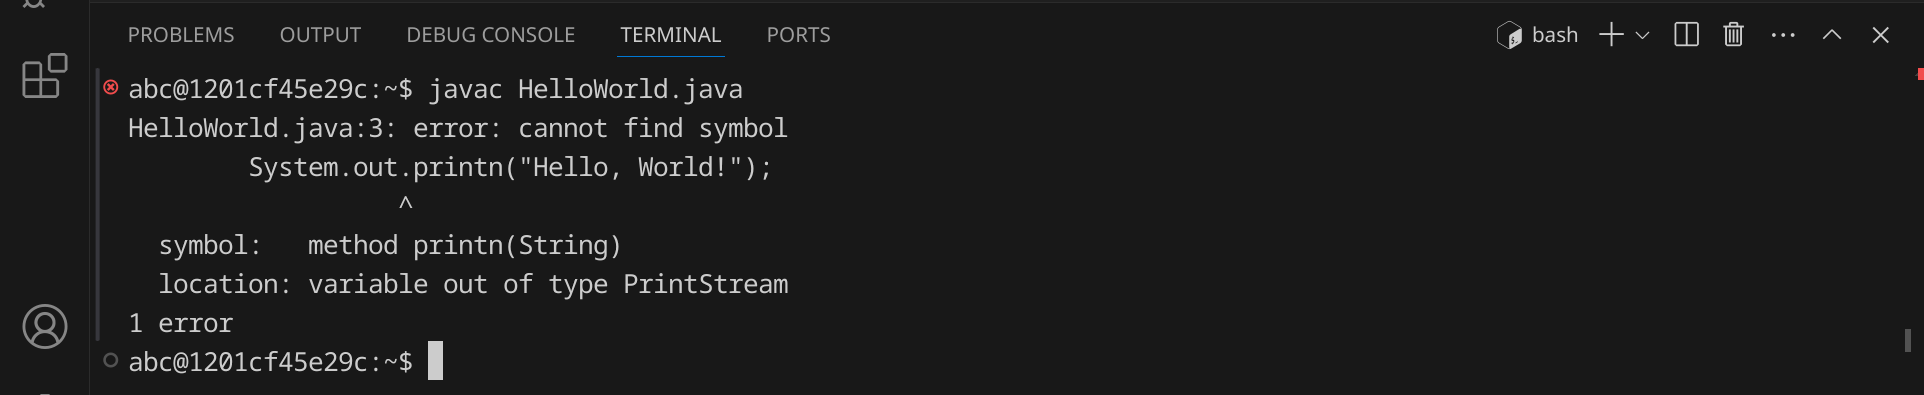 PROBLEMS OUTPUT DEBUG CONSOLE TERMINAL PORTS bash
abc@1201cf45e29c:~$ javac HelloWorld.java
HelloWorld.java:3: error: cannot find symbol
        System.out.printn("Hello, World!");
                  ^
  symbol:   method printn(String)
  location: variable out of type PrintStream
1 error
abc@1201cf45e29c:~$